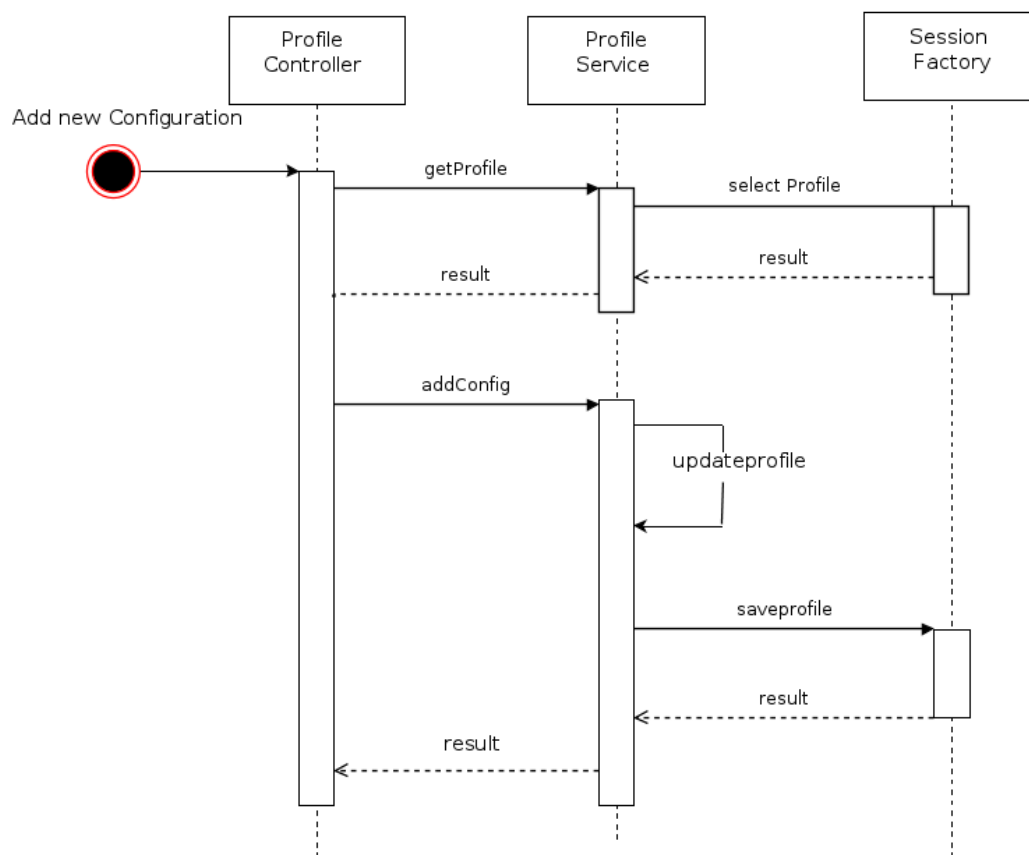 Profile
Controller
Profile
Service
Session
Factory
Add new Configuration
getProfile
select Profile
result
result
addConfig
updateprofile
saveprofile
result
result